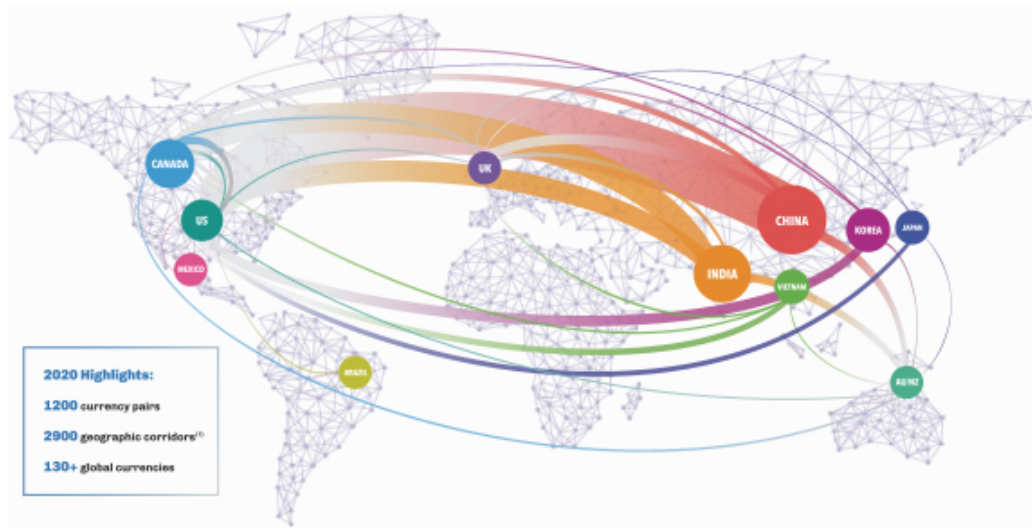 CANADA
UK
US
CHINA
KOREA
JAPAN
MEXICO
INDIA
VIETNAM
BRAZIL
AU/NZ
2020 Highlights:
1200 currency pairs
2900 geographic corridors(1)
130+ global currencies